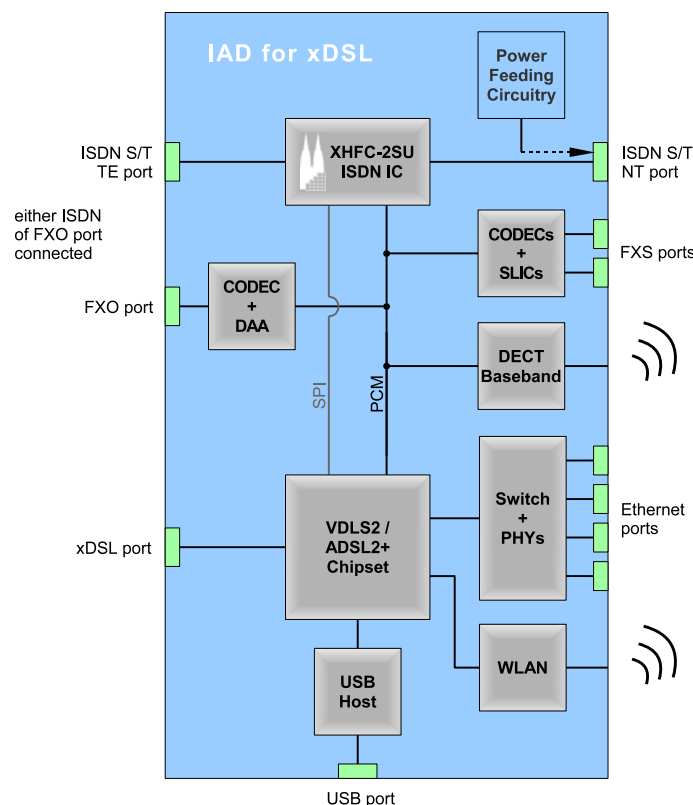 IAD for xDSL
Power
Feeding
Circuitry
ISDN S/T
TE port
XHFC-2SU
ISDN IC
ISDN S/T
NT port
either ISDN
of FXO port
connected
CODECs
+
SLICs
FXS ports
FXO port
CODEC
+
DAA
DECT
Baseband
SPI
PCM
xDSL port
VDLS2 /
ADSL2+
Chipset
Switch
+
PHYs
Ethernet
ports
USB
Host
WLAN
USB port